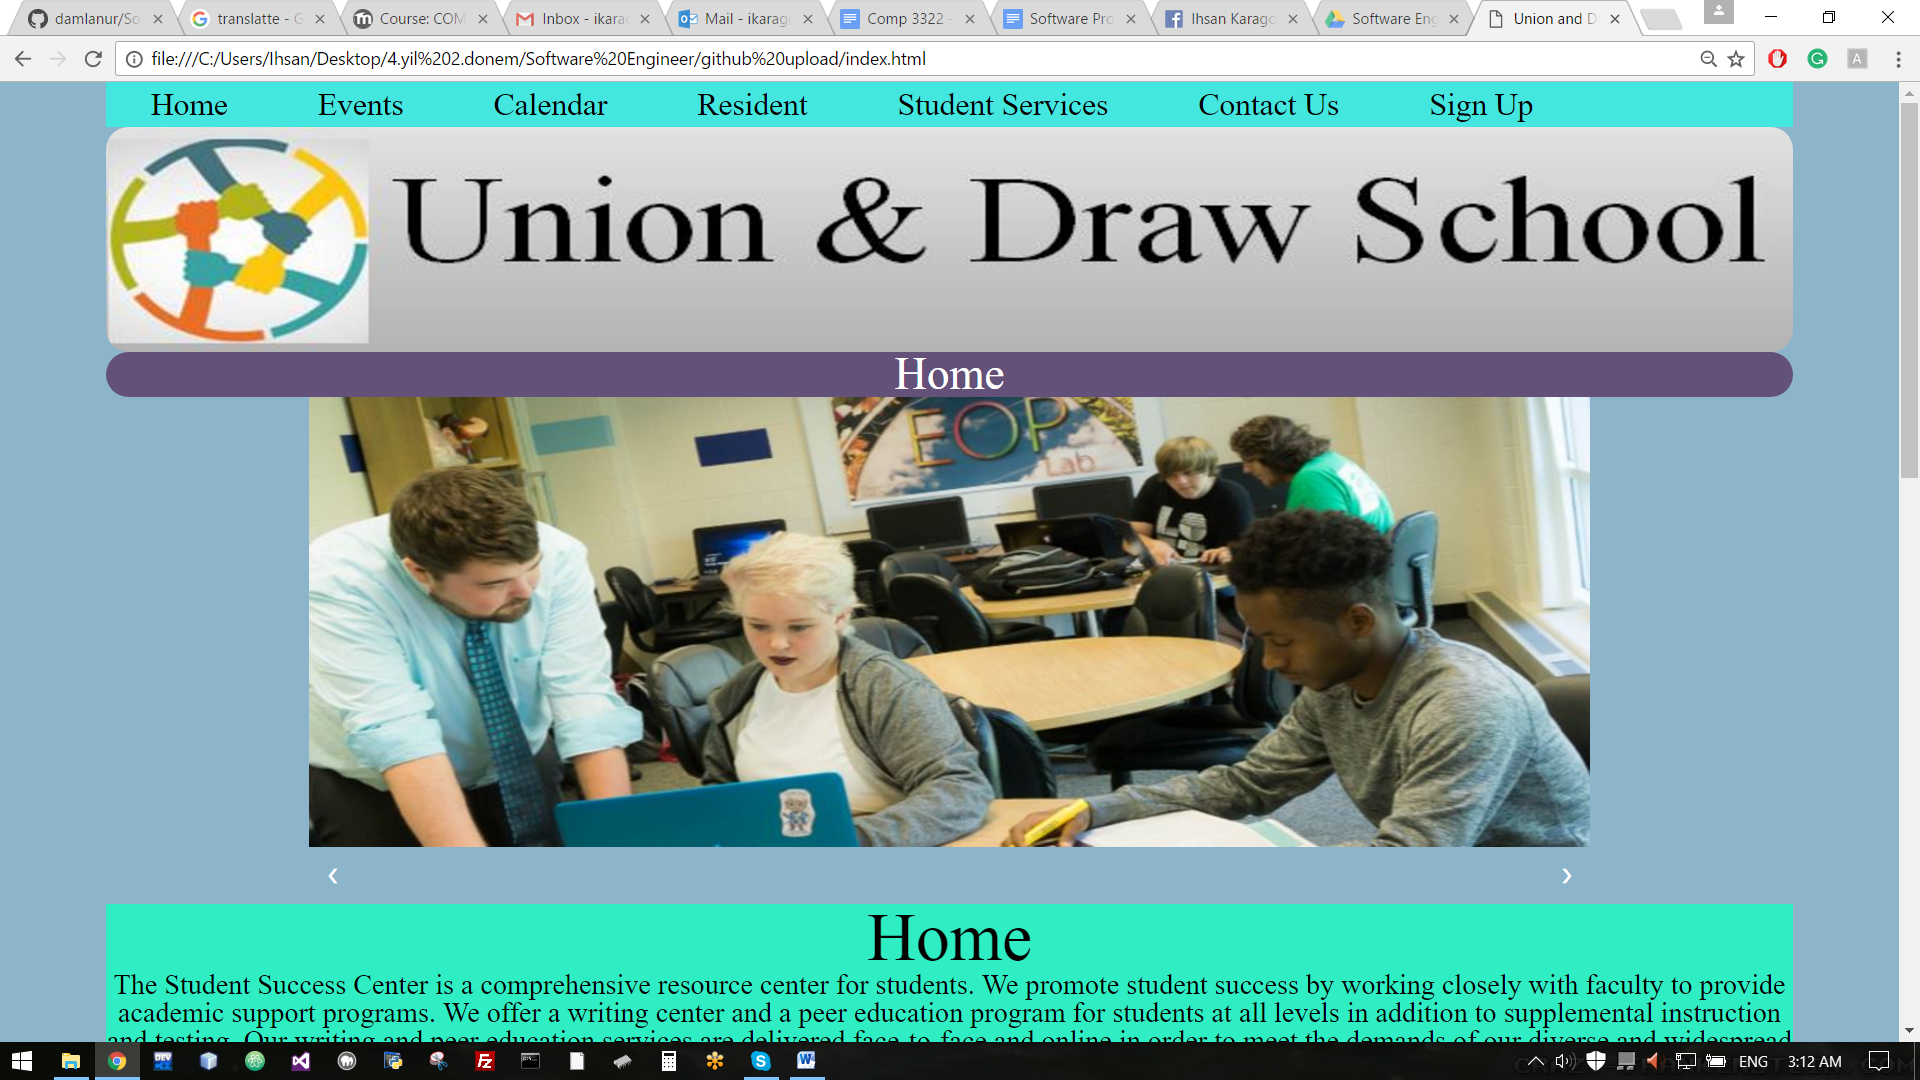 damlanur/So
translatte - G
Course: COM
Inbox - ikarag
Mail - ikarago
Comp 3322 -
Software Pro
Ihsan Karago
Software Eng
Union and D
file:///C:/Users/Ihsan/Desktop/4.yil%202.donem/Software%20Engineer/github%20upload/index.html
Home Events Calendar Resident Student Services Contact Us Sign Up
Union & Draw School
Home
EOP
Lab
Home
The Student Success Center is a comprehensive resource center for students. We promote student success by working closely with faculty to provide
academic support programs. We offer a writing center and a peer education program for students at all levels in addition to supplemental instruction
and testing. Our writing and peer education services are delivered face-to-face and online in order to meet the demands of our diverse and widespread
ENG 3:12 AM